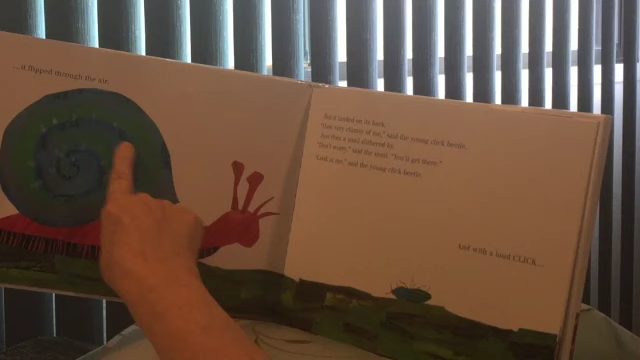 ...it flipped through the air.
But it landed on its back.
"How very clumsy of me," said the young click beetle.
Just then a snail slithered by.
"Don't worry," said the snail. "You'll get there."
"Look at me," said the young click beetle.
And with a loud CLICK...